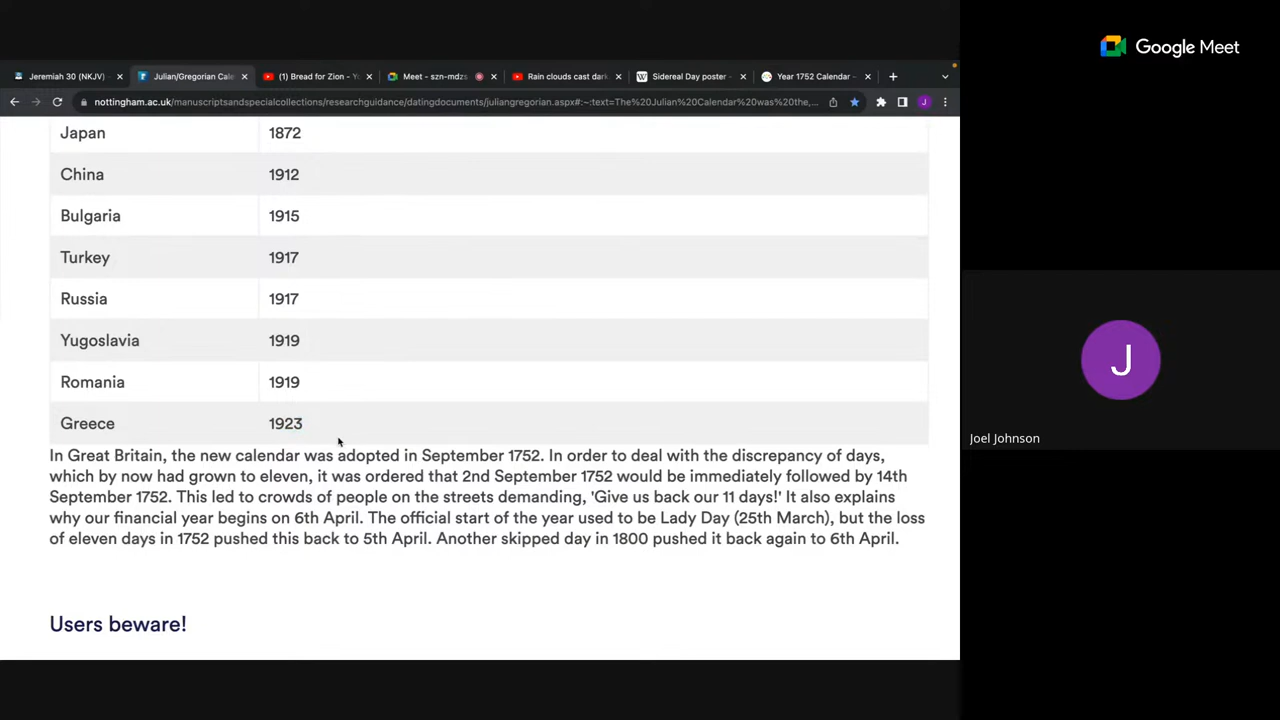 Google Meet
Jeremiah 30 (NKJV)
Julian/Gregorian Cale
(1) Bread for Zion - Yo
Meet - szn-mdzs
Rain clouds cast dark
Sidereal Day poster -
Year 1752 Calendar –
nottingham.ac.uk/manuscriptsandspecialcollections/researchguidance/datingdocuments/juliangregorian.aspx#:~:text=The%20Julian%20Calendar%20was%20the,...
J
Japan 1872
China 1912
Bulgaria 1915
Turkey 1917
Russia 1917
Yugoslavia 1919
Romania 1919
Greece 1923
In Great Britain, the new calendar was adopted in September 1752. In order to deal with the discrepancy of days,
which by now had grown to eleven, it was ordered that 2nd September 1752 would be immediately followed by 14th
September 1752. This led to crowds of people on the streets demanding, 'Give us back our 11 days!' It also explains
why our financial year begins on 6th April. The official start of the year used to be Lady Day (25th March), but the loss
of eleven days in 1752 pushed this back to 5th April. Another skipped day in 1800 pushed it back again to 6th April.
Users beware!
J
Joel Johnson